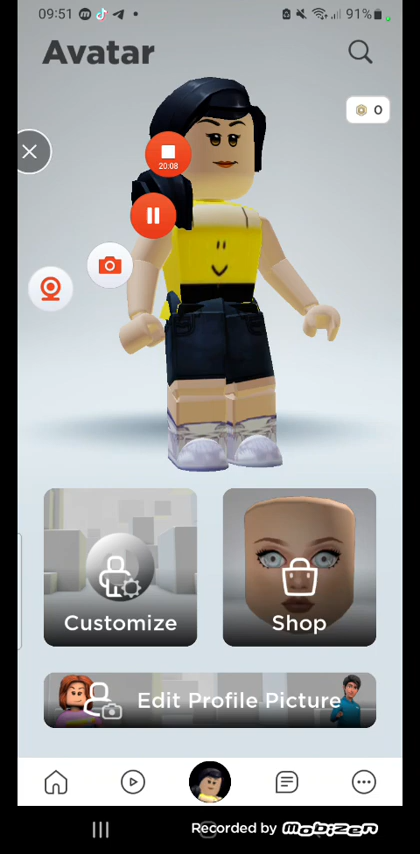 09:51
91%
Avatar
0
20:08
Customize
Shop
Edit Profile Picture
Recorded by Mobizen